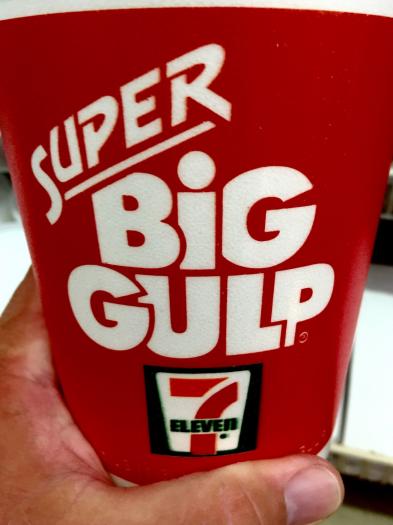 SUPER
BiG
GULP®
7
ELEVEn